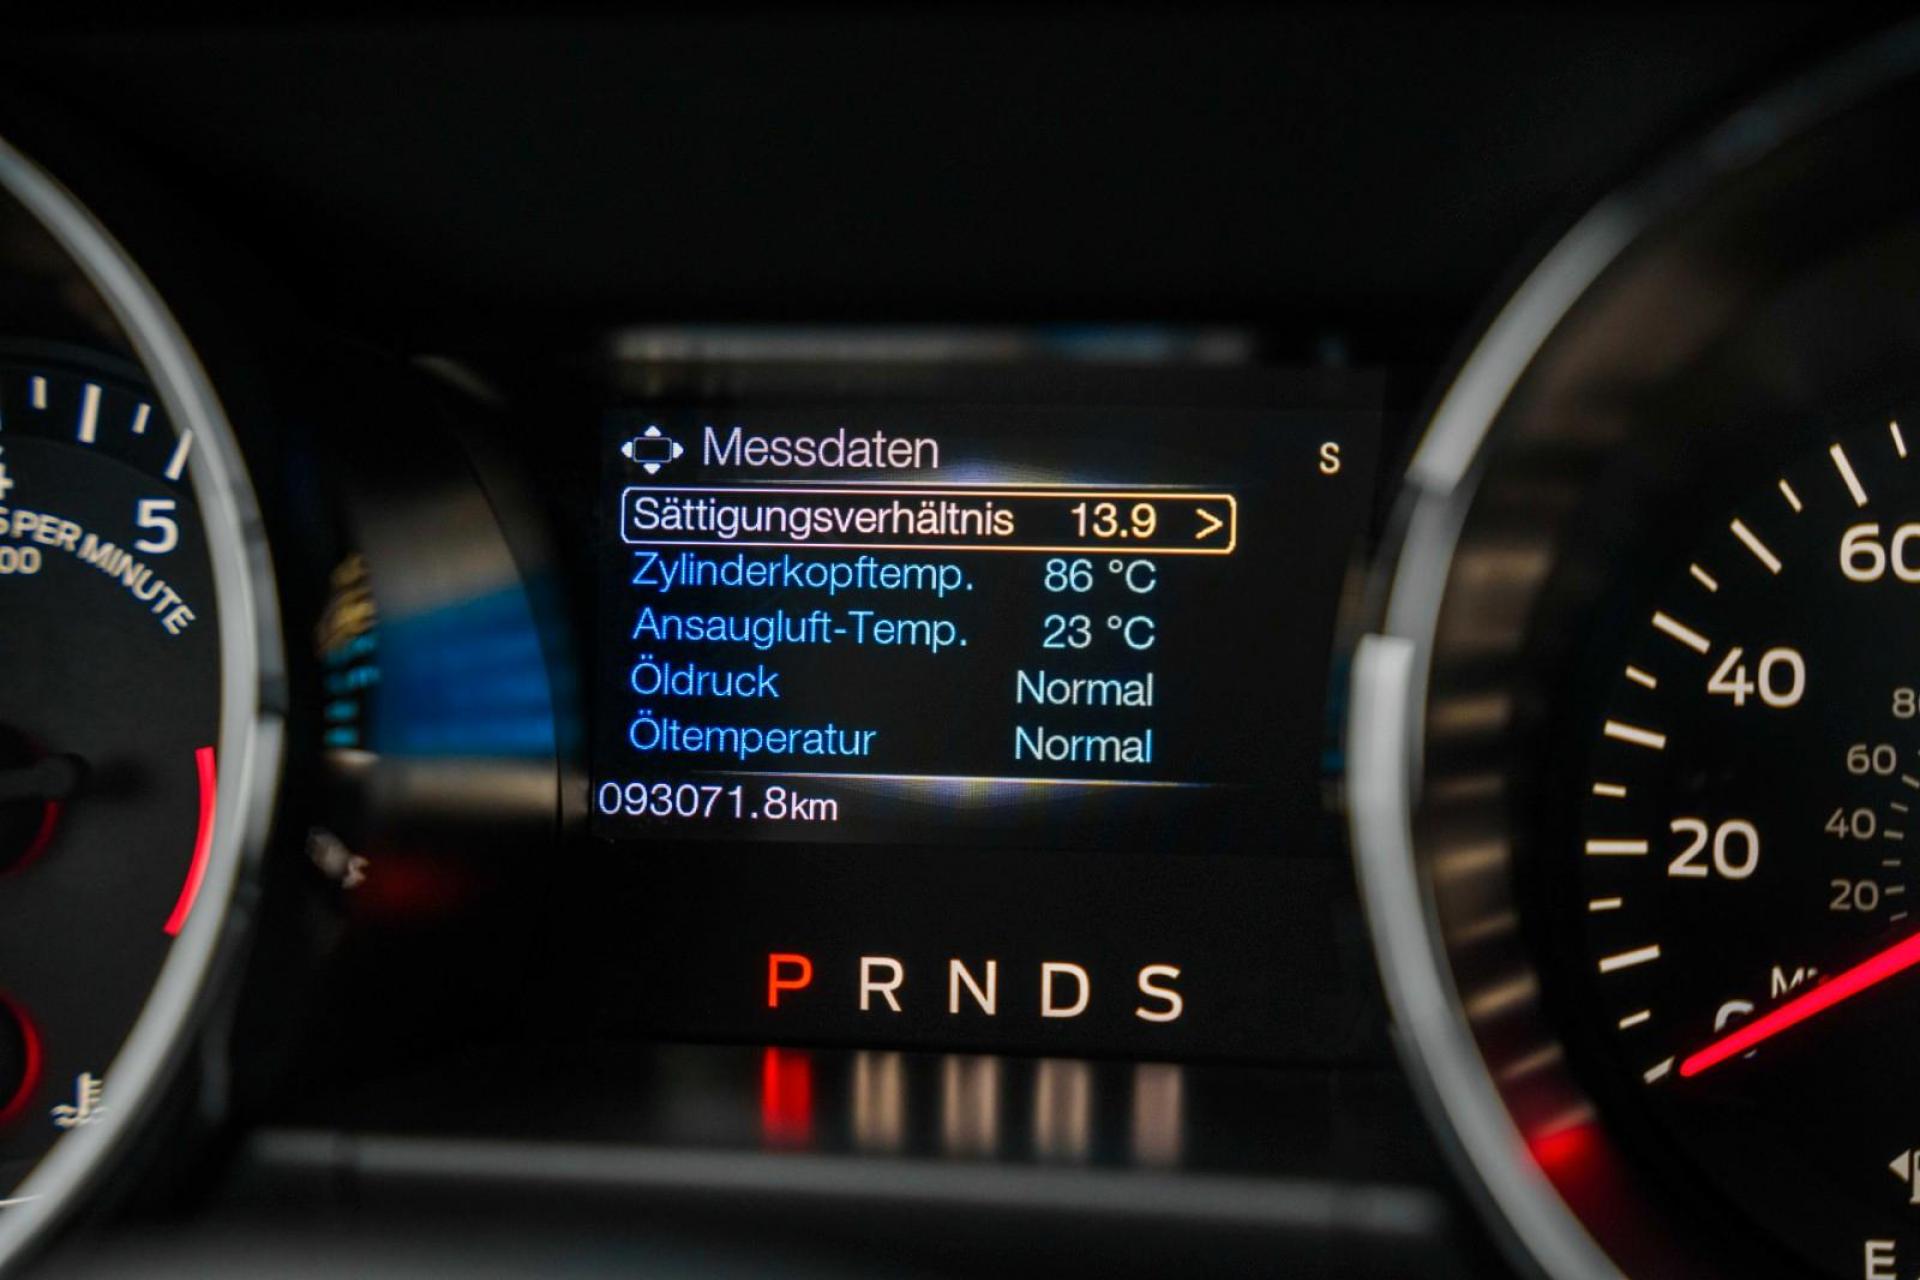 Messdaten
S
Sättigungsverhältnis 13.9 >
Zylinderkopftemp. 86 °C
Ansaugluft-Temp. 23 °C
Öldruck Normal
Öltemperatur Normal
093071.8km
P R N D S
5
PER MINUTE
60
40
20
60
40
20
E